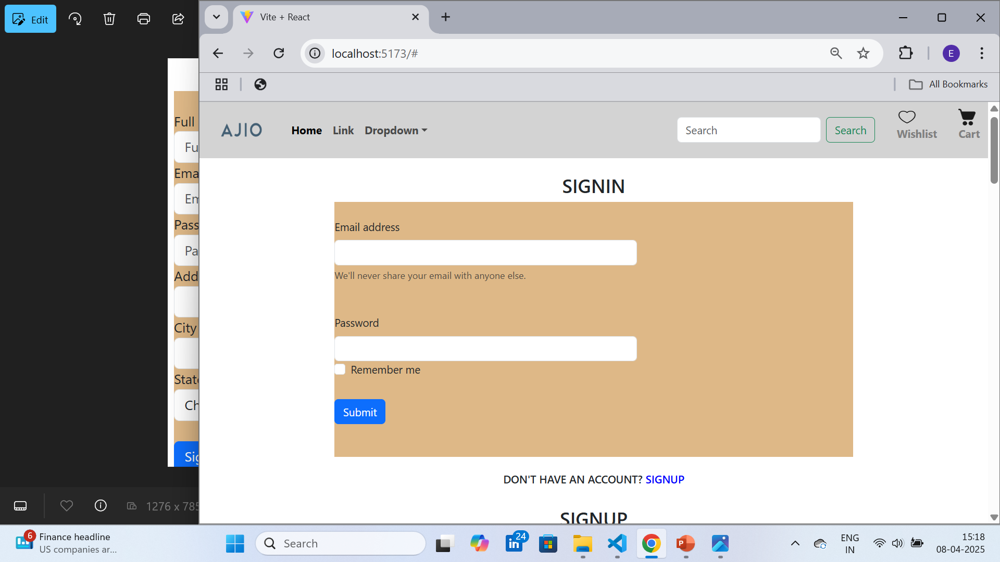 Edit
Vite + React
localhost:5173/#
E
All Bookmarks
AJIO
Home
Link
Dropdown
Search
Search
Wishlist
Cart
SIGNIN
Email address
We'll never share your email with anyone else.
Password
Remember me
Submit
DON'T HAVE AN ACCOUNT? SIGNUP
SIGNUP
Full
Fu
Ema
Em
Pass
Pa
Add
City
State
Ch
Sig
1276 x 785
6
Finance headline
US companies ar...
Search
24
ENG
IN
15:18
08-04-2025